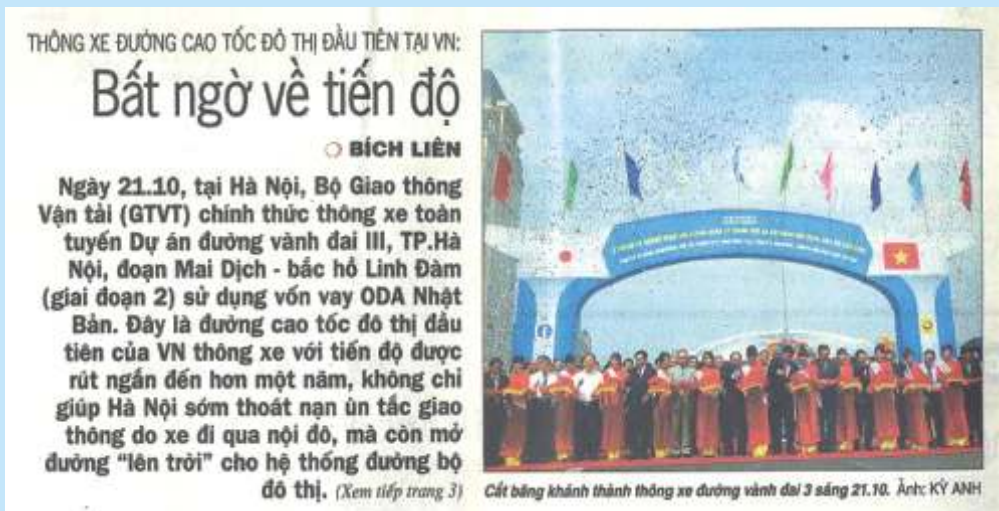 THÔNG XE ĐƯỜNG CAO TỐC ĐÔ THỊ ĐẦU TIÊN TẠI VN:
Bất ngờ về tiến độ
BÍCH LIÊN
Ngày 21.10, tại Hà Nội, Bộ Giao thông
Vận tải (GTVT) chính thức thông xe toàn
tuyến Dự án đường vành đai III, TP.Hà
Nội, đoạn Mai Dịch - bắc hồ Linh Đàm
(giai đoạn 2) sử dụng vốn vay ODA Nhật
Bản. Đây là đường cao tốc đô thị đầu
tiên của VN thông xe với tiến độ được
rút ngắn đến hơn một năm, không chỉ
giúp Hà Nội sớm thoát nạn ùn tắc giao
thông do xe đi qua nội đô, mà còn mở
đường "lên trời" cho hệ thống đường bộ
đô thị. (Xem tiếp trang 3)
Cắt băng khánh thành thông xe đường vành đai 3 sáng 21.10. Ảnh: KỲ ANH